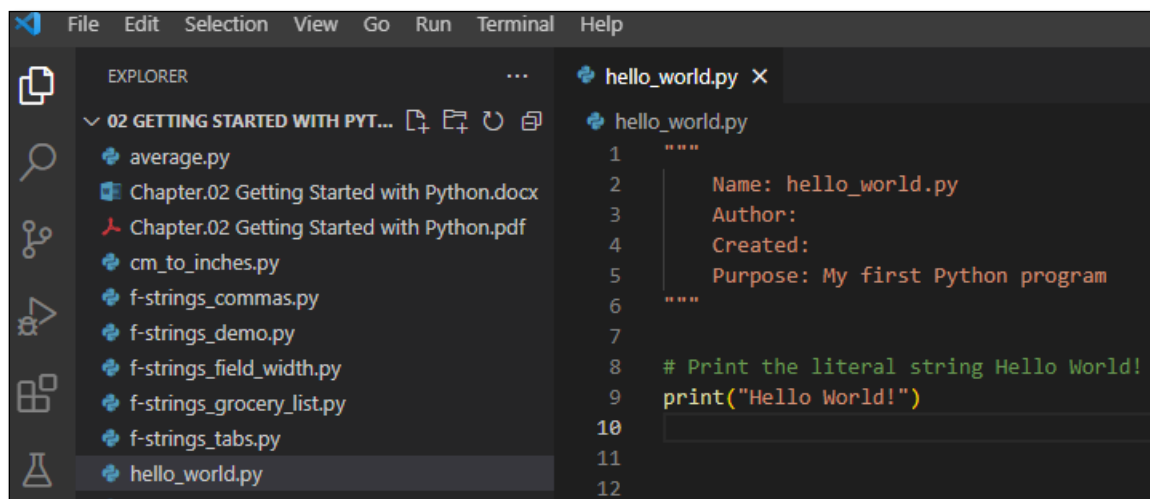 File Edit Selection View Go Run Terminal Help
EXPLORER ...
02 GETTING STARTED WITH PYT...
average.py
Chapter.02 Getting Started with Python.docx
Chapter.02 Getting Started with Python.pdf
cm_to_inches.py
f-strings_commas.py
f-strings_demo.py
f-strings_field_width.py
f-strings_grocery_list.py
f-strings_tabs.py
hello_world.py
hello_world.py
hello_world.py
1 """
2 Name: hello_world.py
3 Author:
4 Created:
5 Purpose: My first Python program
6 """
7
8 # Print the literal string Hello World!
9 print("Hello World!")
10
11
12